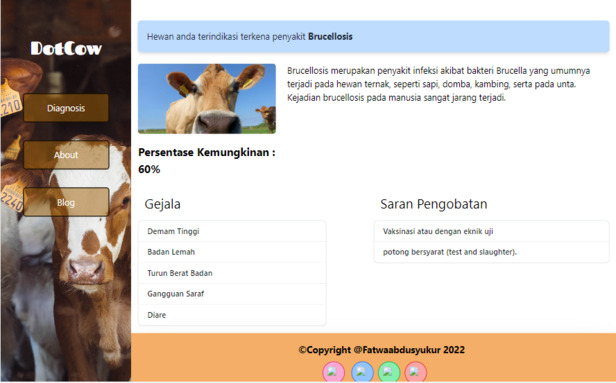 DotCow
Diagnosis
About
Blog
Hewan anda terindikasi terkena penyakit Brucellosis
Brucellosis merupakan penyakit infeksi akibat bakteri Brucella yang umumnya
terjadi pada hewan ternak, seperti sapi, domba, kambing, serta pada unta.
Kejadian brucellosis pada manusia sangat jarang terjadi.
Persentase Kemungkinan :
60%
Gejala
Demam Tinggi
Badan Lemah
Turun Berat Badan
Gangguan Saraf
Diare
Saran Pengobatan
Vaksinasi atau dengan eknik uji
potong bersyarat (test and slaughter).
©Copyright @Fatwaabdusyukur 2022